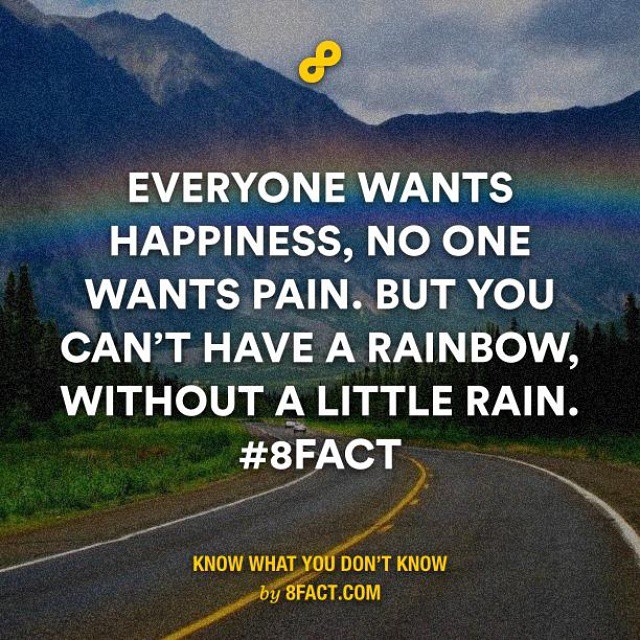 EVERYONE WANTS
HAPPINESS, NO ONE
WANTS PAIN. BUT YOU
CAN’T HAVE A RAINBOW,
WITHOUT A LITTLE RAIN.
#8FACT
KNOW WHAT YOU DON’T KNOW
by 8FACT.COM